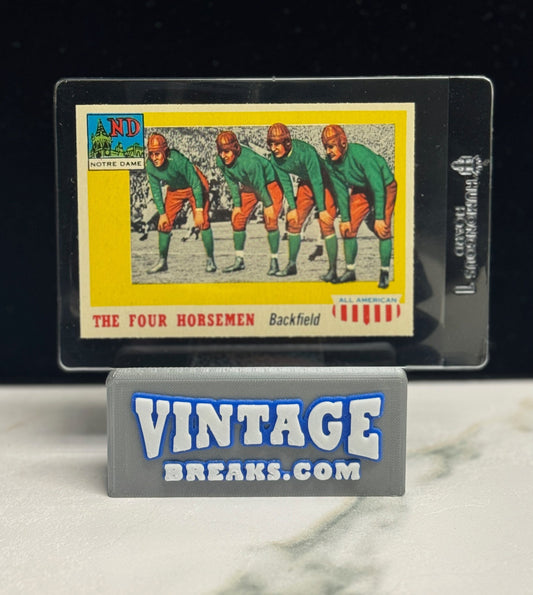 ND
NOTRE DAME
ALL AMERICAN
THE FOUR HORSEMEN Backfield
VINTAGE
BREAKS.COM